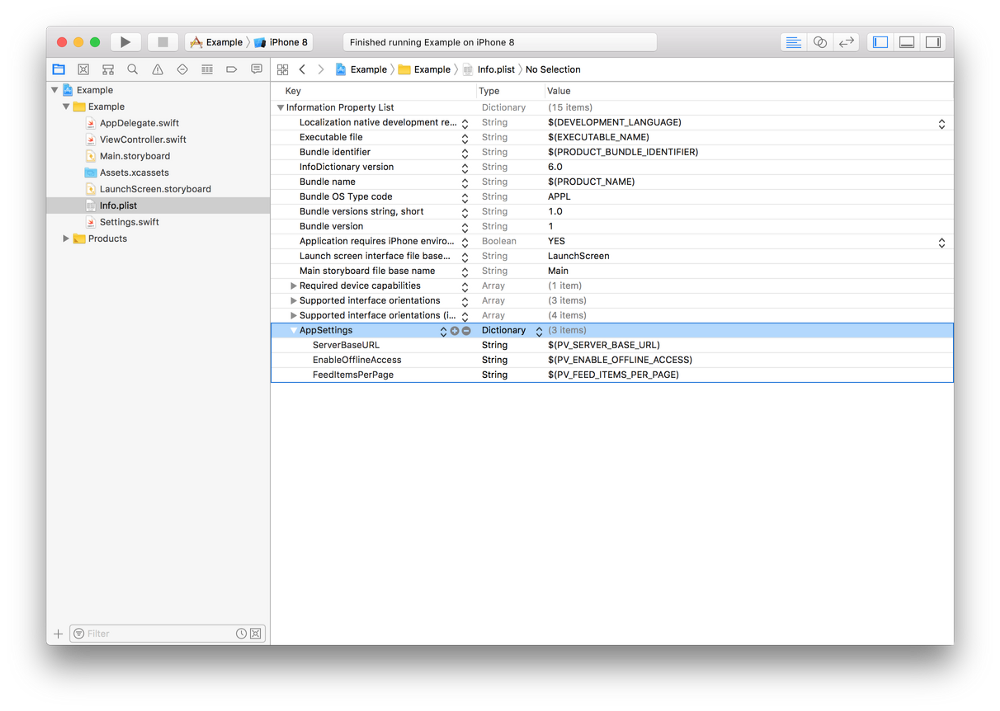 Example iPhone 8
Finished running Example on iPhone 8
Example Example Info.plist No Selection
Example
Example
AppDelegate.swift
ViewController.swift
Main.storyboard
Assets.xcassets
LaunchScreen.storyboard
Info.plist
Settings.swift
Products
Filter
Key Type Value
Information Property List Dictionary (15 items)
Localization native development re... String $(DEVELOPMENT_LANGUAGE)
Executable file String $(EXECUTABLE_NAME)
Bundle identifier String $(PRODUCT_BUNDLE_IDENTIFIER)
InfoDictionary version String 6.0
Bundle name String $(PRODUCT_NAME)
Bundle OS Type code String APPL
Bundle versions string, short String 1.0
Bundle version String 1
Application requires iPhone enviro... Boolean YES
Launch screen interface file base... String LaunchScreen
Main storyboard file base name String Main
Required device capabilities Array (1 item)
Supported interface orientations Array (3 items)
Supported interface orientations (i... Array (4 items)
AppSettings Dictionary (3 items)
ServerBaseURL String $(PV_SERVER_BASE_URL)
EnableOfflineAccess String $(PV_ENABLE_OFFLINE_ACCESS)
FeedItemsPerPage String $(PV_FEED_ITEMS_PER_PAGE)